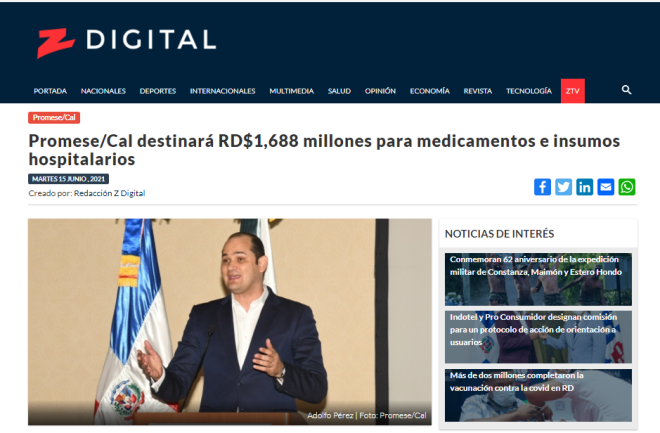 Z DIGITAL
PORTADA NACIONALES DEPORTES INTERNACIONALES MULTIMEDIA SALUD OPINIÓN ECONOMÍA REVISTA TECNOLOGÍA ZTV
Promese/Cal
Promese/Cal destinará RD$1,688 millones para medicamentos e insumos
hospitalarios
MARTES 15 JUNIO , 2021
Creado por: Redacción Z Digital
Adolfo Pérez | Foto: Promese/Cal
NOTICIAS DE INTERÉS
Conmemoran 62 aniversario de la expedición
militar de Constanza, Maimón y Estero Hondo
Indotel y Pro Consumidor designan comisión
para un protocolo de acción de orientación a
usuarios
Más de dos millones completaron la
vacunación contra la covid en RD